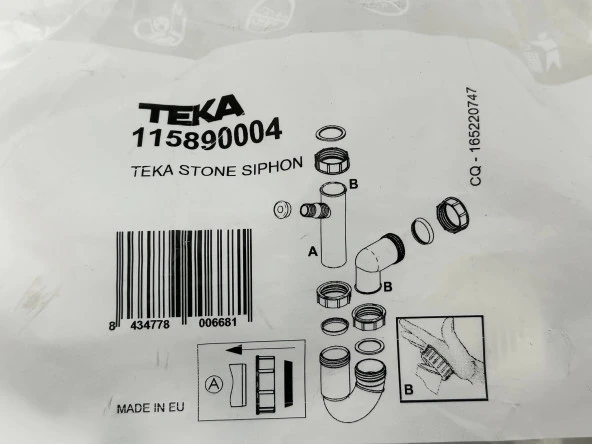 TEKA
115890004
TEKA STONE SIPHON
CQ - 165220747
B
A
B
8 434778 006681
A
B
MADE IN EU